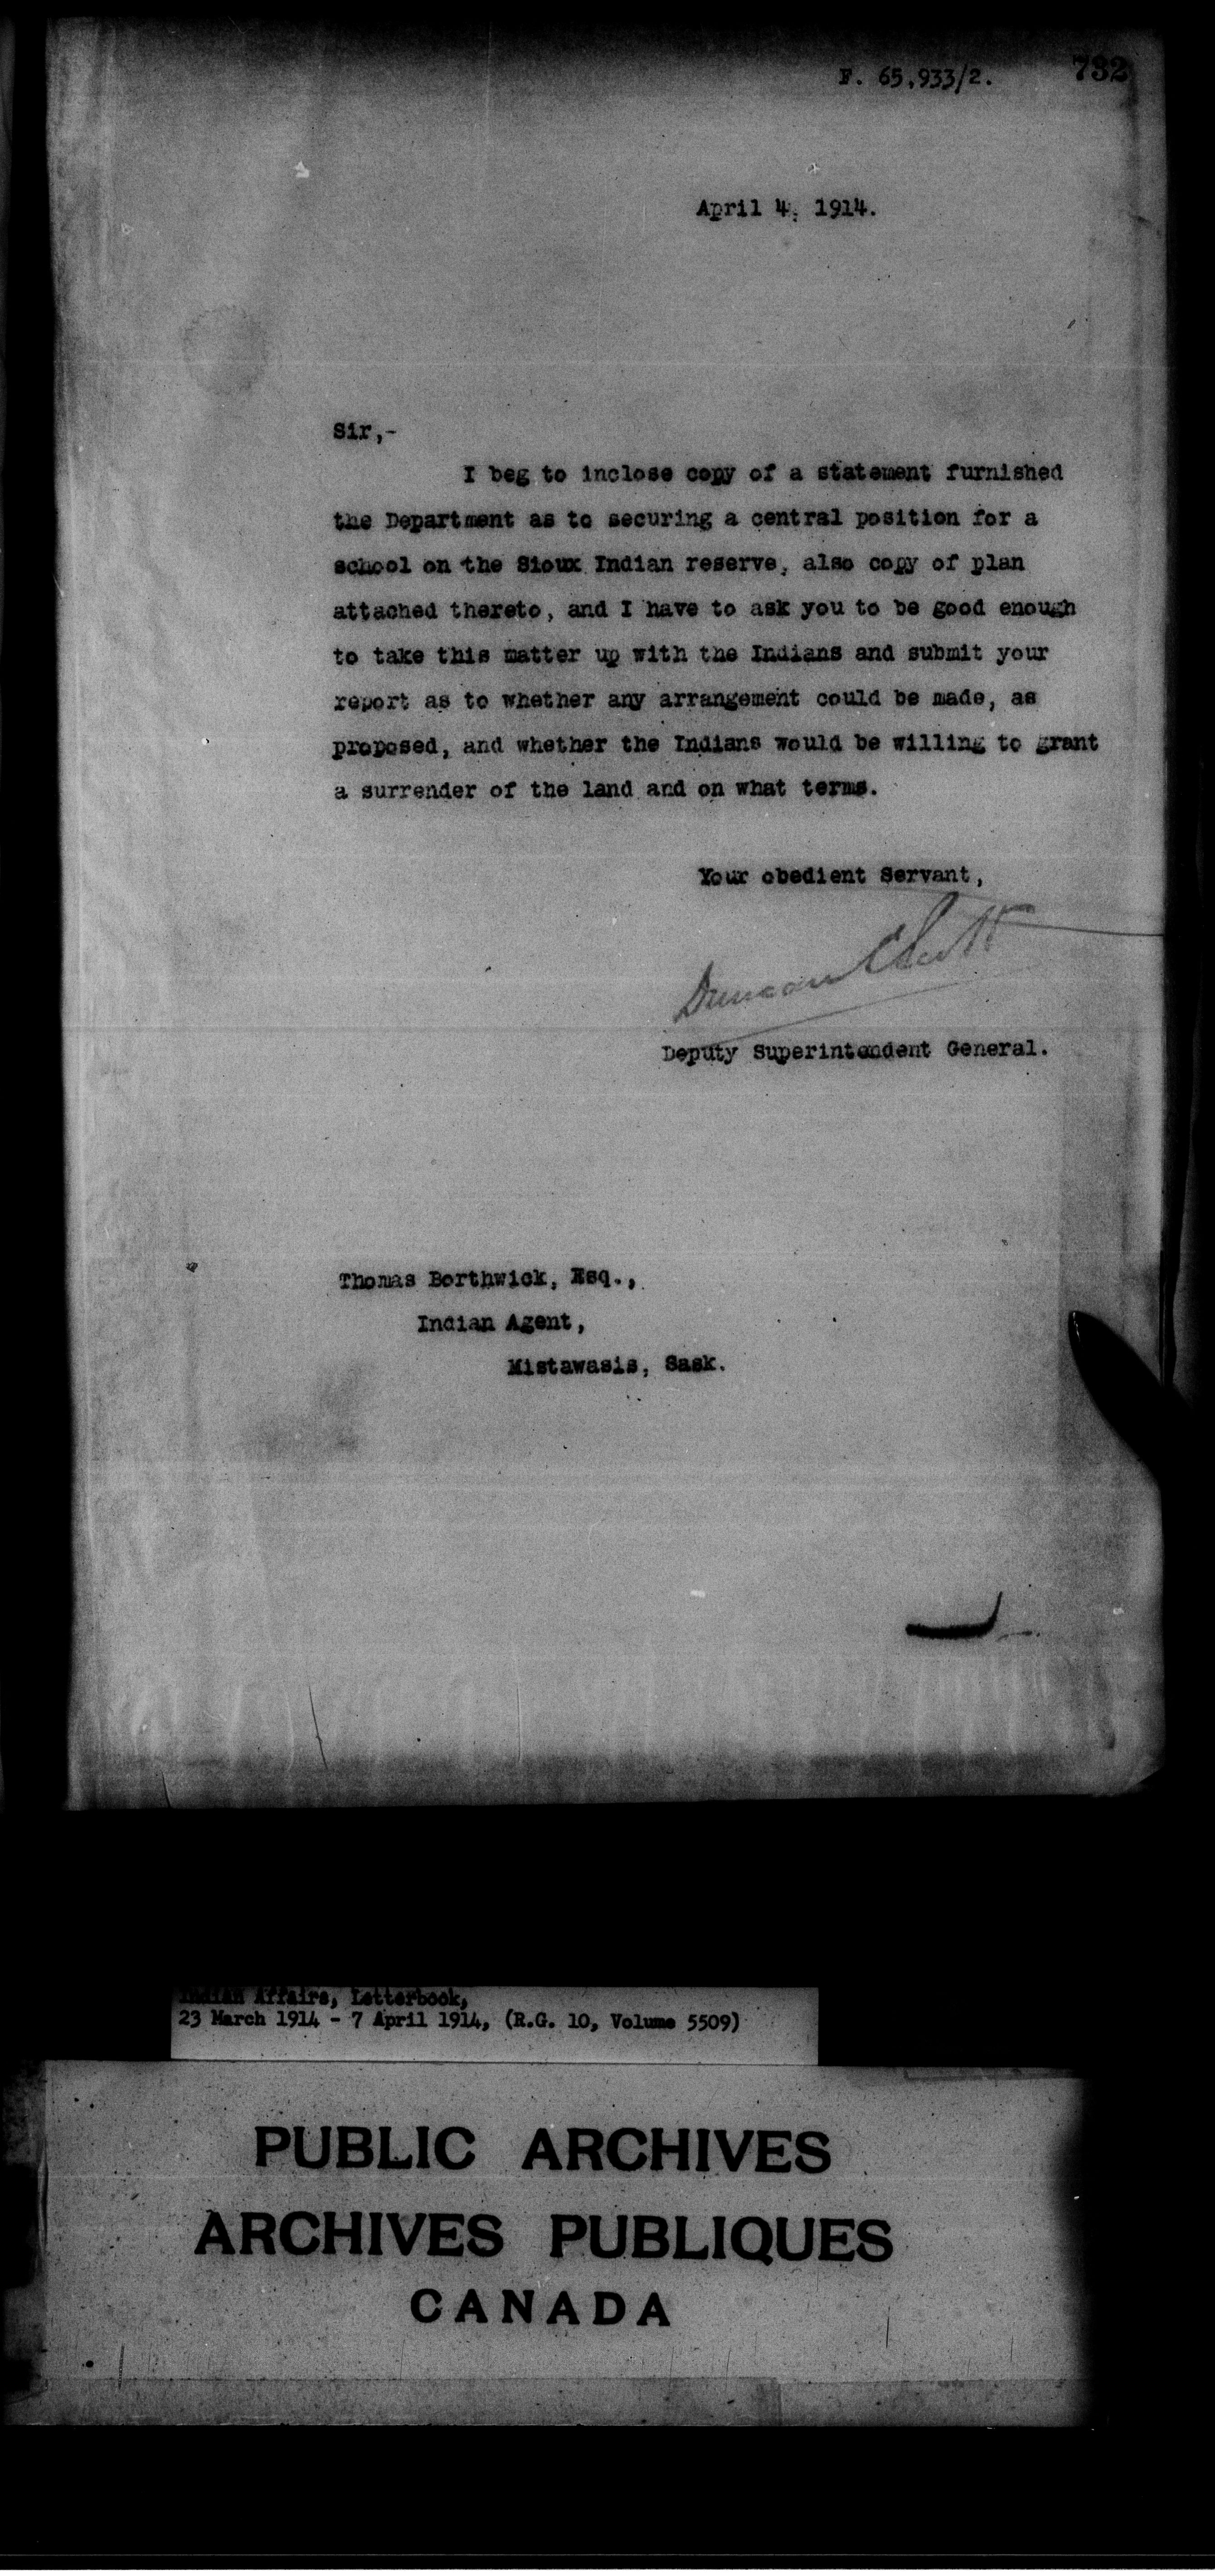 F. 65,933/2. 732
April 4, 1914.
Sir,-
I beg to inclose copy of a statement furnished
the Department as to securing a central position for a
school on the Sioux Indian reserve, also copy of plan
attached thereto, and I have to ask you to be good enough
to take this matter up with the Indians and submit your
report as to whether any arrangement could be made, as
proposed, and whether the Indians would be willing to grant
a surrender of the land and on what terms.
Your obedient Servant,
Duncan C Scott
Deputy Superintendent General.
Thomas Borthwick, Esq.,
Indian Agent,
Mistawasis, Sask.
Indian Affairs, Letterbook,
23 March 1914 - 7 April 1914, (R.G. 10, Volume 5509)
PUBLIC ARCHIVES
ARCHIVES PUBLIQUES
CANADA